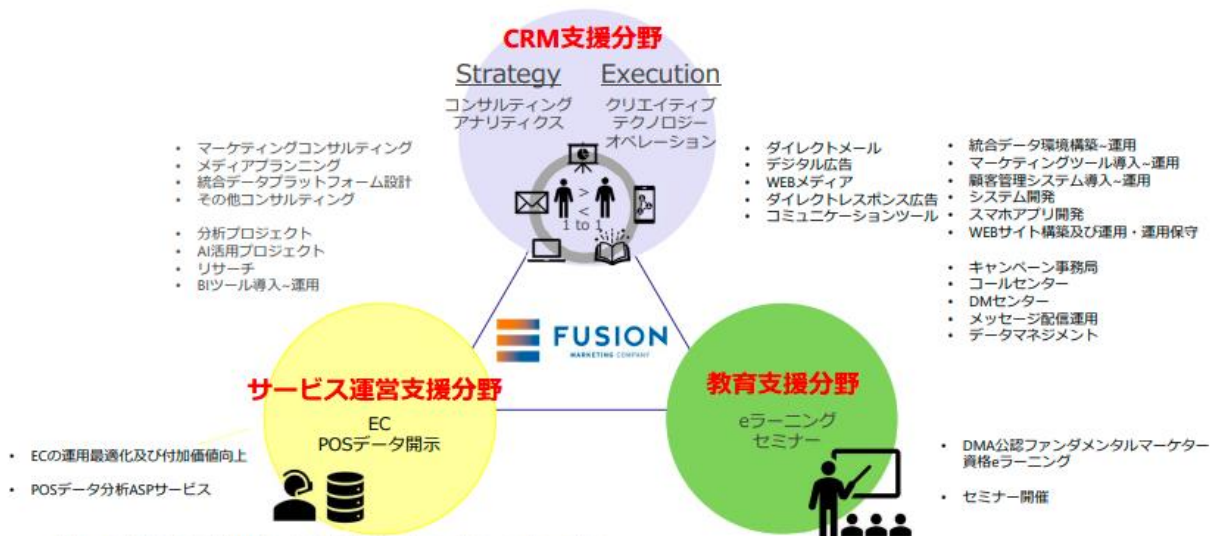 CRM支援分野
Strategy
コンサルティング
アナリティクス
Execution
クリエイティブ
テクノロジー
オペレーション
>
<
1 to 1
• マーケティングコンサルティング
• メディアプランニング
• 統合データプラットフォーム設計
• その他コンサルティング
• 分析プロジェクト
• AI活用プロジェクト
• リサーチ
• BIツール導入~運用
• ダイレクトメール
• デジタル広告
• WEBメディア
• ダイレクトレスポンス広告
• コミュニケーションツール
• 統合データ環境構築~運用
• マーケティングツール導入~運用
• 顧客管理システム導入~運用
• システム開発
• スマホアプリ開発
• WEBサイト構築及び運用・運用保守
• キャンペーン事務局
• コールセンター
• DMセンター
• メッセージ配信運用
• データマネジメント
FUSION
MARKETING COMPANY
サービス運営支援分野
EC
POSデータ開示
• ECの運用最適化及び付加価値向上
• POSデータ分析ASPサービス
教育支援分野
eラーニング
セミナー
• DMA公認ファンダメンタルマーケター
資格eラーニング
• セミナー開催